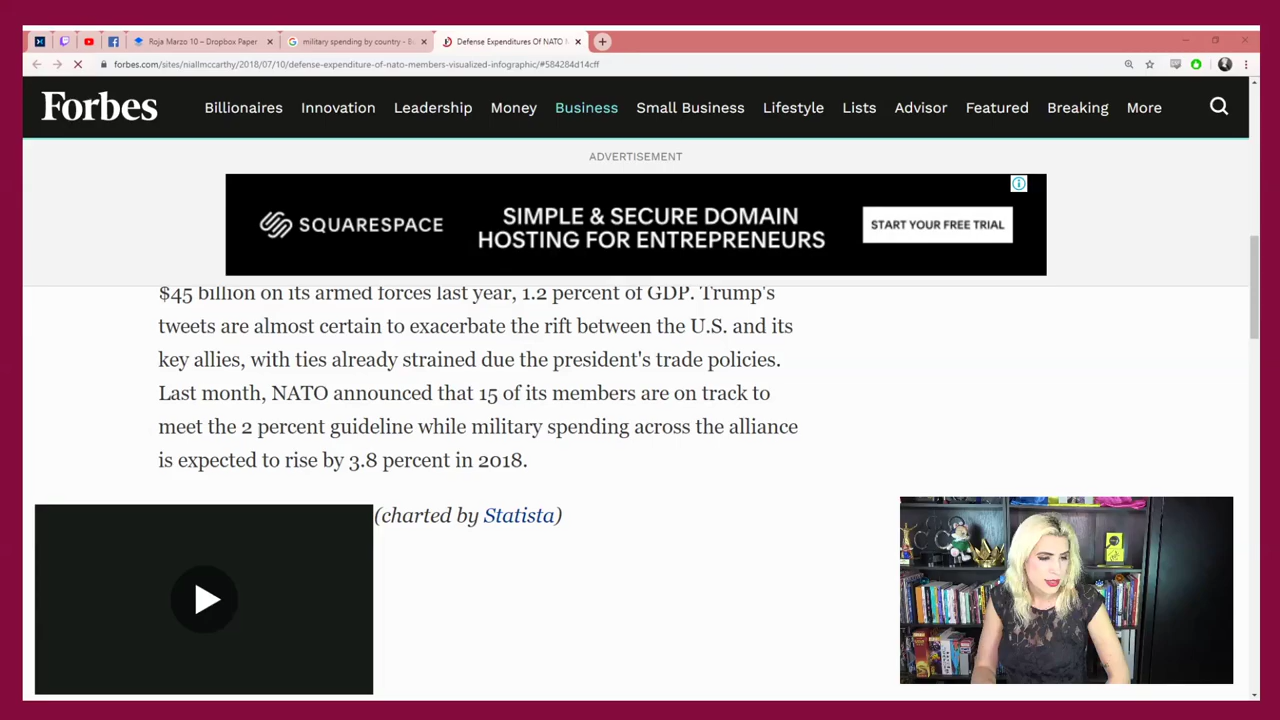 Roja Marzo 10 – Dropbox Paper
military spending by country - B
Defense Expenditures Of NATO
forbes.com/sites/niallmccarthy/2018/07/10/defense-expenditure-of-nato-members-visualized-infographic/#584284d14cff
Forbes
Billionaires Innovation Leadership Money Business Small Business Lifestyle Lists Advisor Featured Breaking More
ADVERTISEMENT
SQUARESPACE
SIMPLE & SECURE DOMAIN
HOSTING FOR ENTREPRENEURS
START YOUR FREE TRIAL
$45 billion on its armed forces last year, 1.2 percent of GDP. Trump's
tweets are almost certain to exacerbate the rift between the U.S. and its
key allies, with ties already strained due the president's trade policies.
Last month, NATO announced that 15 of its members are on track to
meet the 2 percent guideline while military spending across the alliance
is expected to rise by 3.8 percent in 2018.
(charted by Statista)